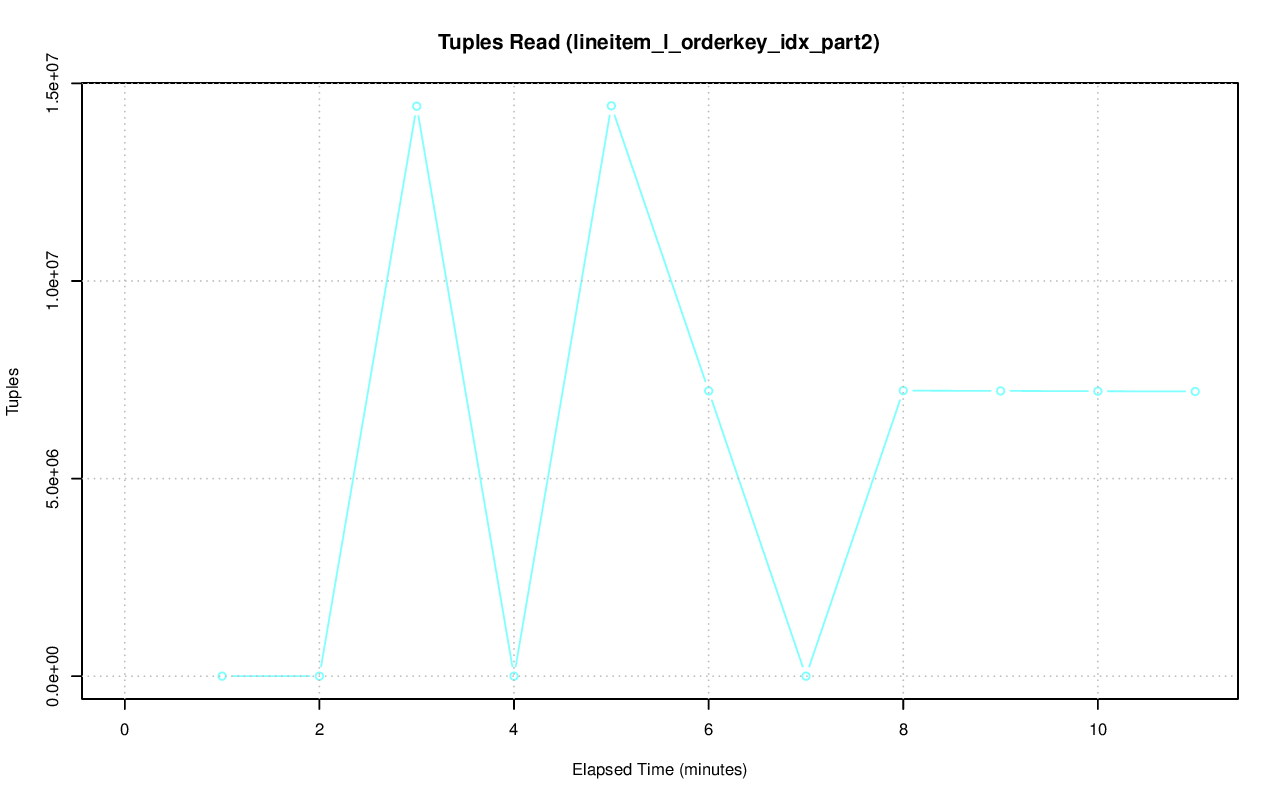 Tuples Read (lineitem_l_orderkey_idx_part2)
1.5e+07
1.0e+07
5.0e+06
0.0e+00
Tuples
0 2 4 6 8 10
Elapsed Time (minutes)